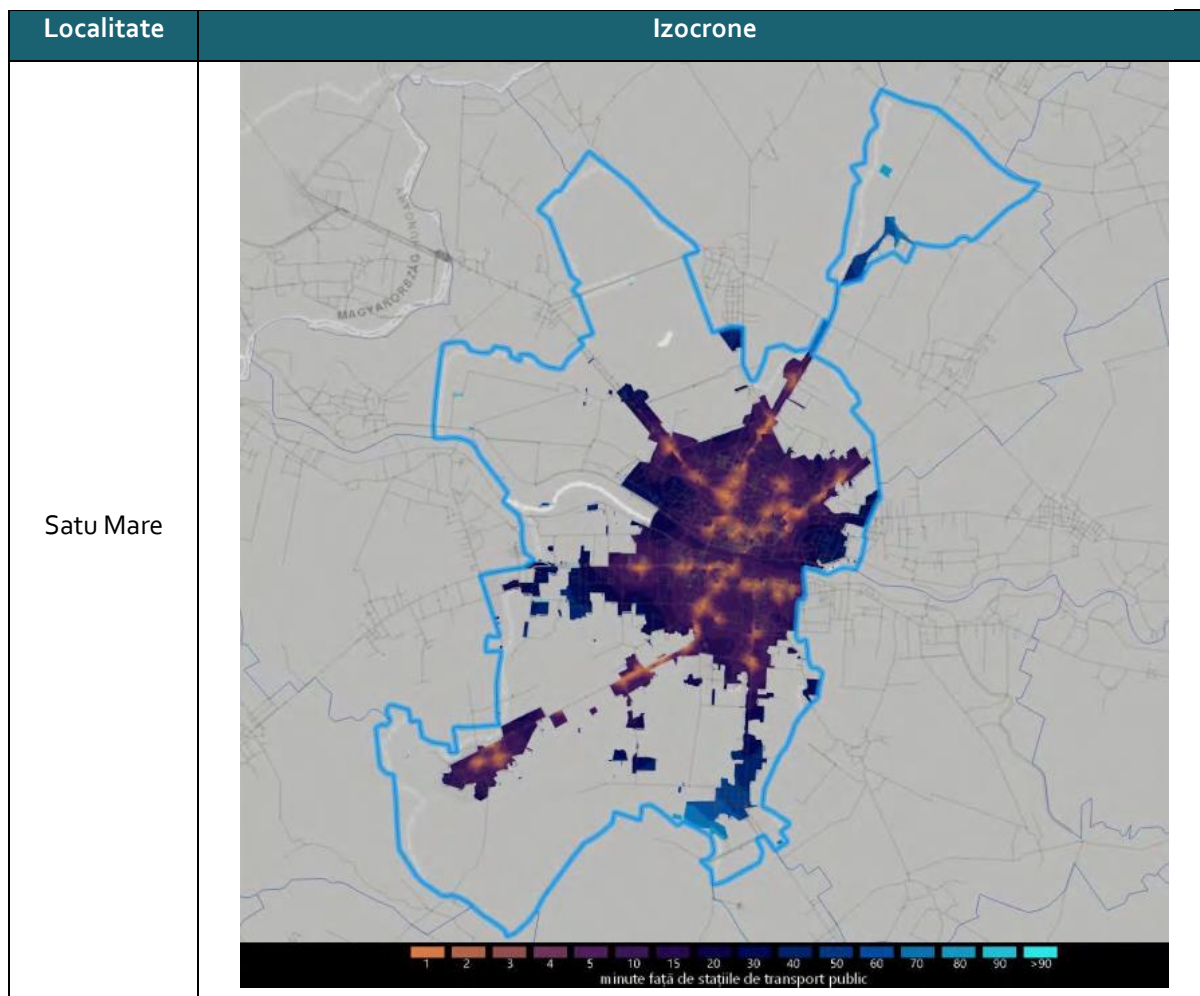 Localitate
Izocrone
Satu Mare
MAGYARORSZÁG
1 2 3 4 5 10 15 20 30 40 50 60 70 80 90 >90
minute față de stațiile de transport public